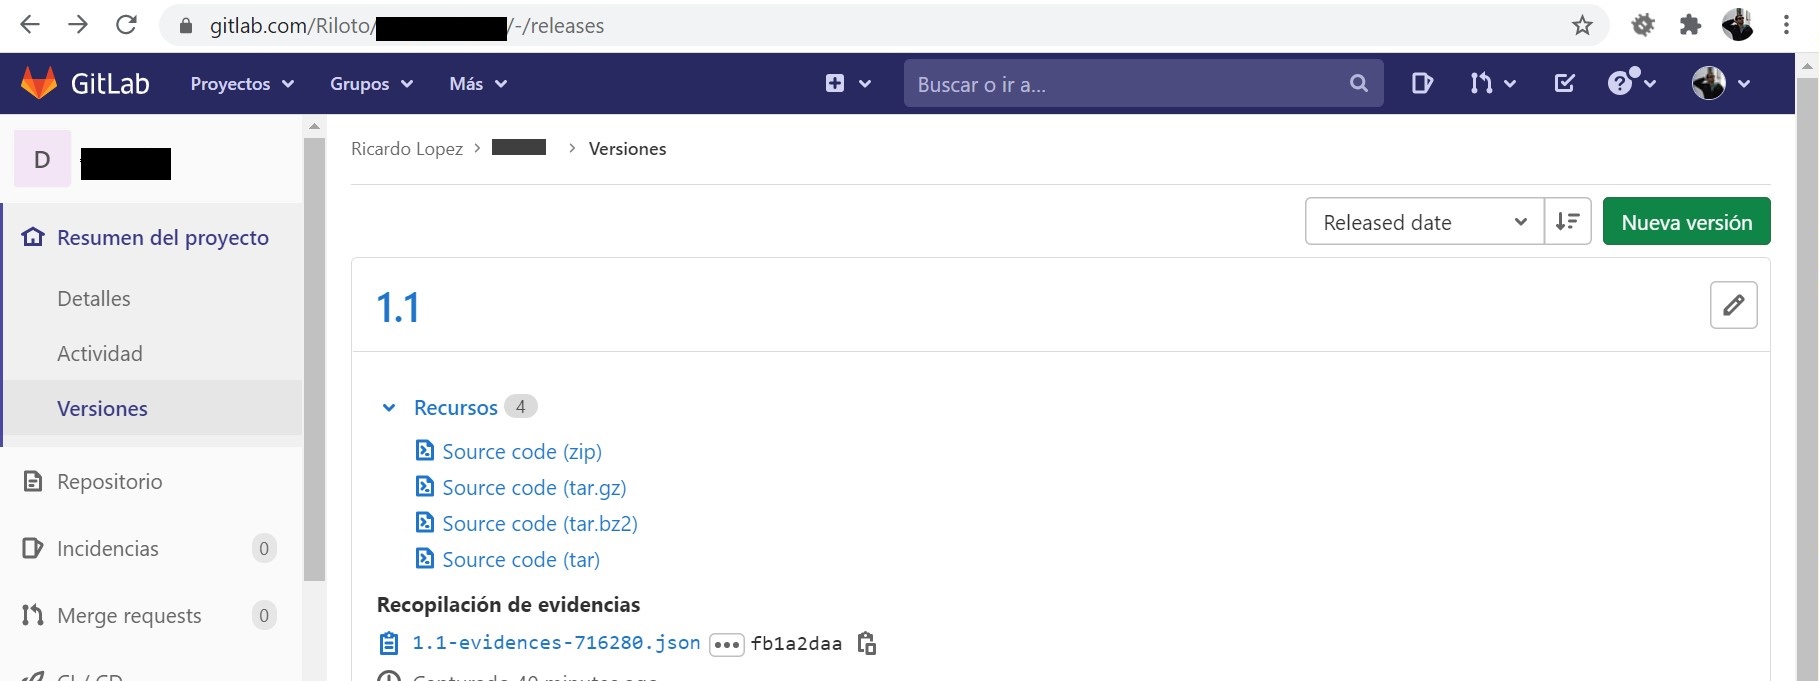 gitlab.com/Riloto/ /-/releases
GitLab Proyectos Grupos Más Buscar o ir a...
D
Ricardo Lopez > > Versiones
Resumen del proyecto
Detalles
Actividad
Versiones
Repositorio
Incidencias 0
Merge requests 0
CI / CD
Released date Nueva versión
1.1
Recursos 4
Source code (zip)
Source code (tar.gz)
Source code (tar.bz2)
Source code (tar)
Recopilación de evidencias
1.1-evidences-716280.json ••• fb1a2daa
Capturado 40 minutos ago